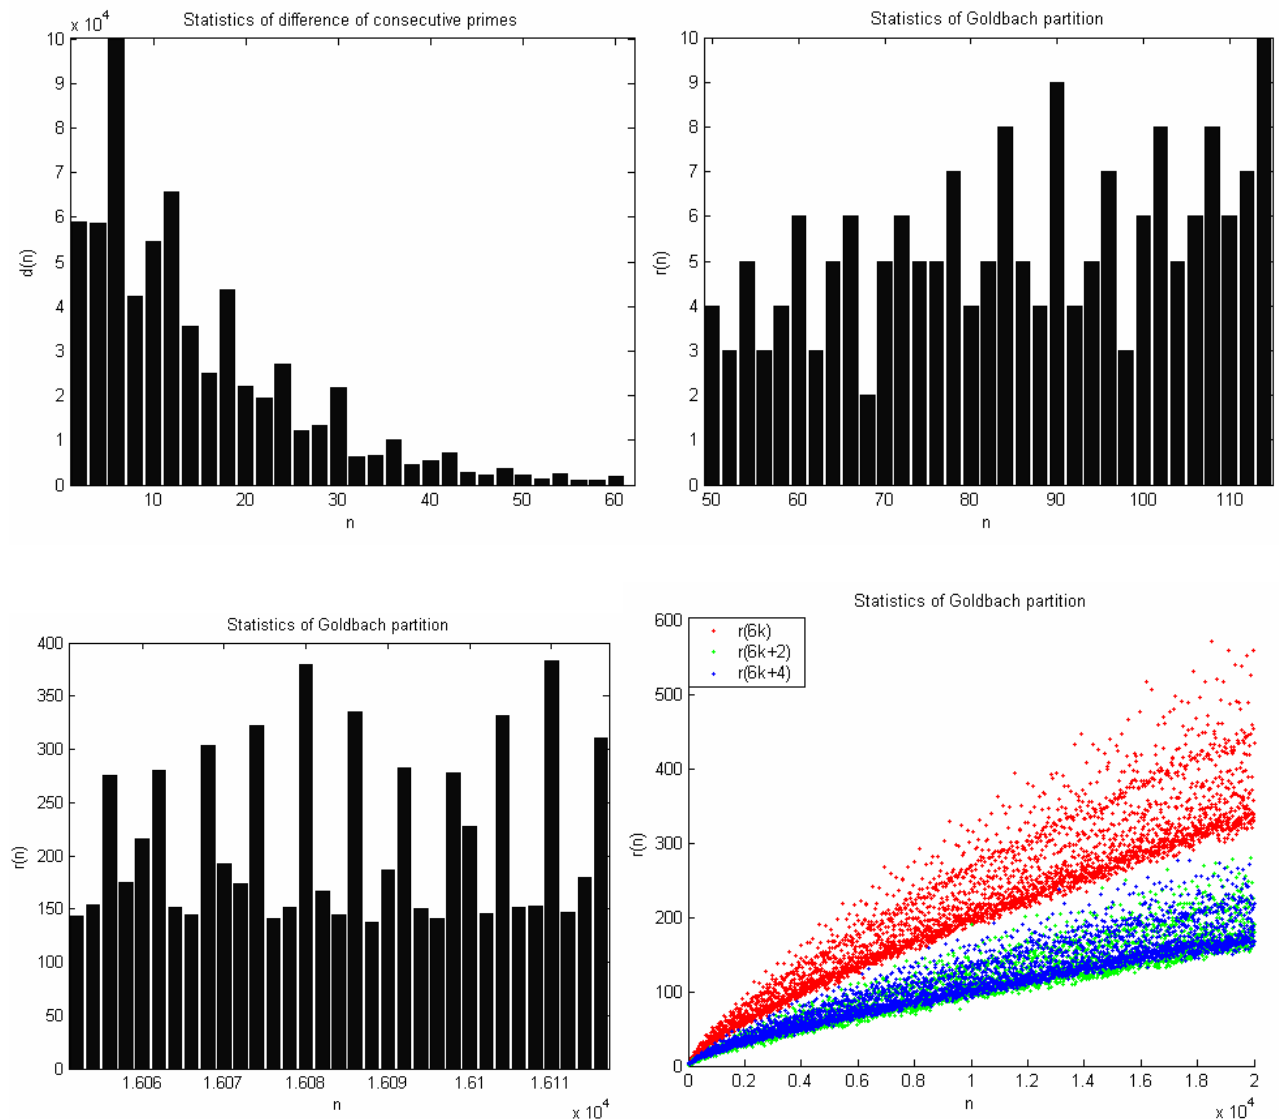 Statistics of difference of consecutive primes
x 10^4
10
9
8
7
6
5
4
3
2
1
0
d(n)
10 20 30 40 50 60
n
Statistics of Goldbach partition
10
9
8
7
6
5
4
3
2
1
0
r(n)
50 60 70 80 90 100 110
n
Statistics of Goldbach partition
400
350
300
250
200
150
100
50
0
r(n)
1.606 1.607 1.608 1.609 1.61 1.611
n
x 10^4
Statistics of Goldbach partition
600
500
400
300
200
100
0
r(n)
r(6k)
r(6k+2)
r(6k+4)
0 0.2 0.4 0.6 0.8 1 1.2 1.4 1.6 1.8 2
n
x 10^4